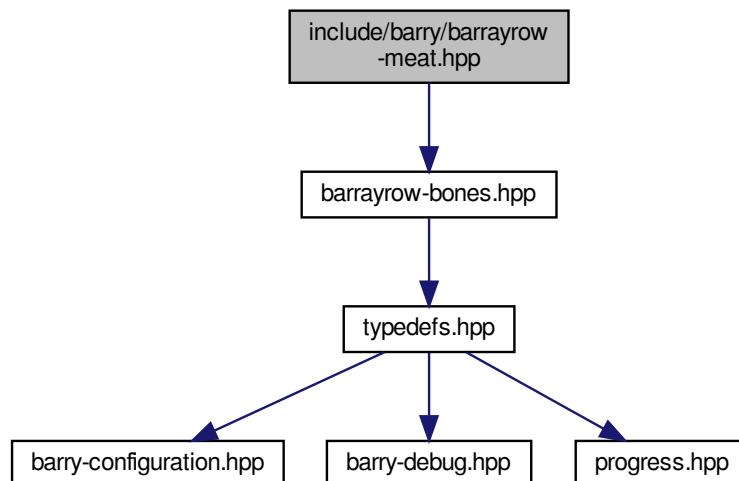 include/barry/barrayrow
-meat.hpp
barrayrow-bones.hpp
typedefs.hpp
barry-configuration.hpp
barry-debug.hpp
progress.hpp